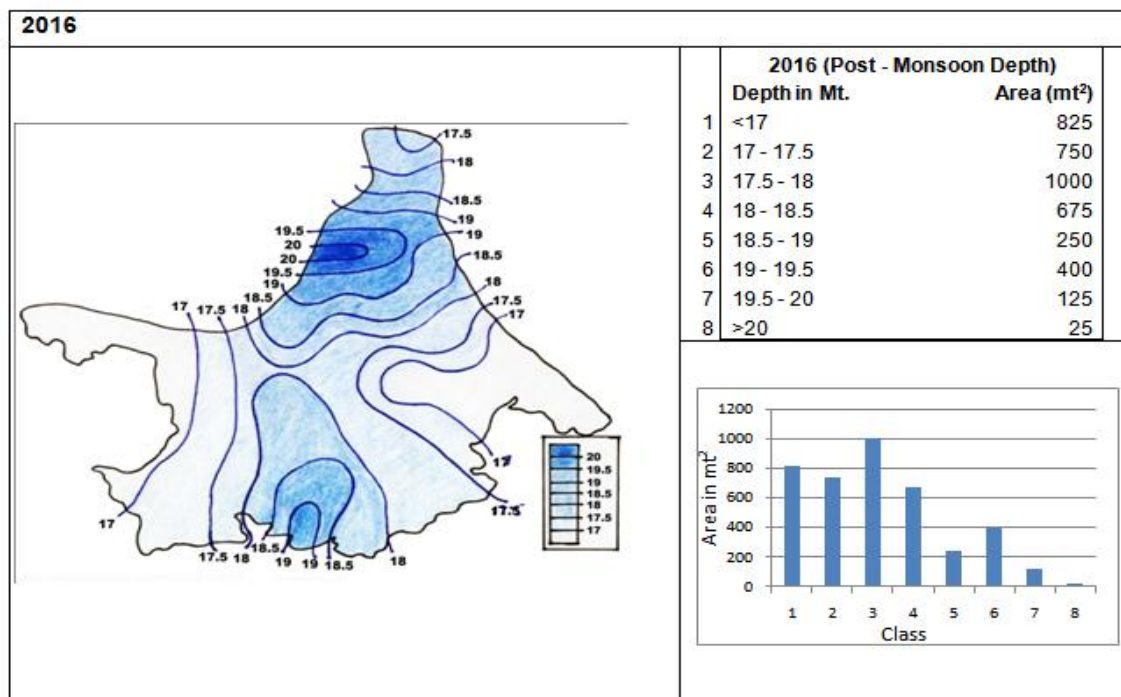 2016
17.5
18
18.5
19
19.5
19
20
20
18.5
19.5
19
18
18.5
17 17.5 18
17.5
17
17
17.5
17
17.5
18
18.5
19
19
18.5
18
20
19.5
19
18.5
18
17.5
17
2016 (Post - Monsoon Depth)
Depth in Mt. Area (mt²)
1 <17 825
2 17 - 17.5 750
3 17.5 - 18 1000
4 18 - 18.5 675
5 18.5 - 19 250
6 19 - 19.5 400
7 19.5 - 20 125
8 >20 25
Area in mt²
1200
1000
800
600
400
200
0
1 2 3 4 5 6 7 8
Class